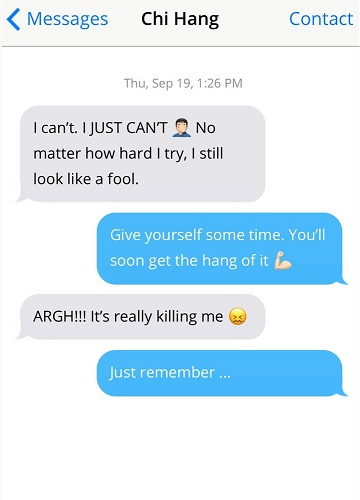 Messages Chi Hang Contact
Thu, Sep 19, 1:26 PM
I can't. I JUST CAN'T 🤦🏻‍♂️ No
matter how hard I try, I still
look like a fool.
Give yourself some time. You'll
soon get the hang of it 💪🏻
ARGH!!! It's really killing me 😖
Just remember ...